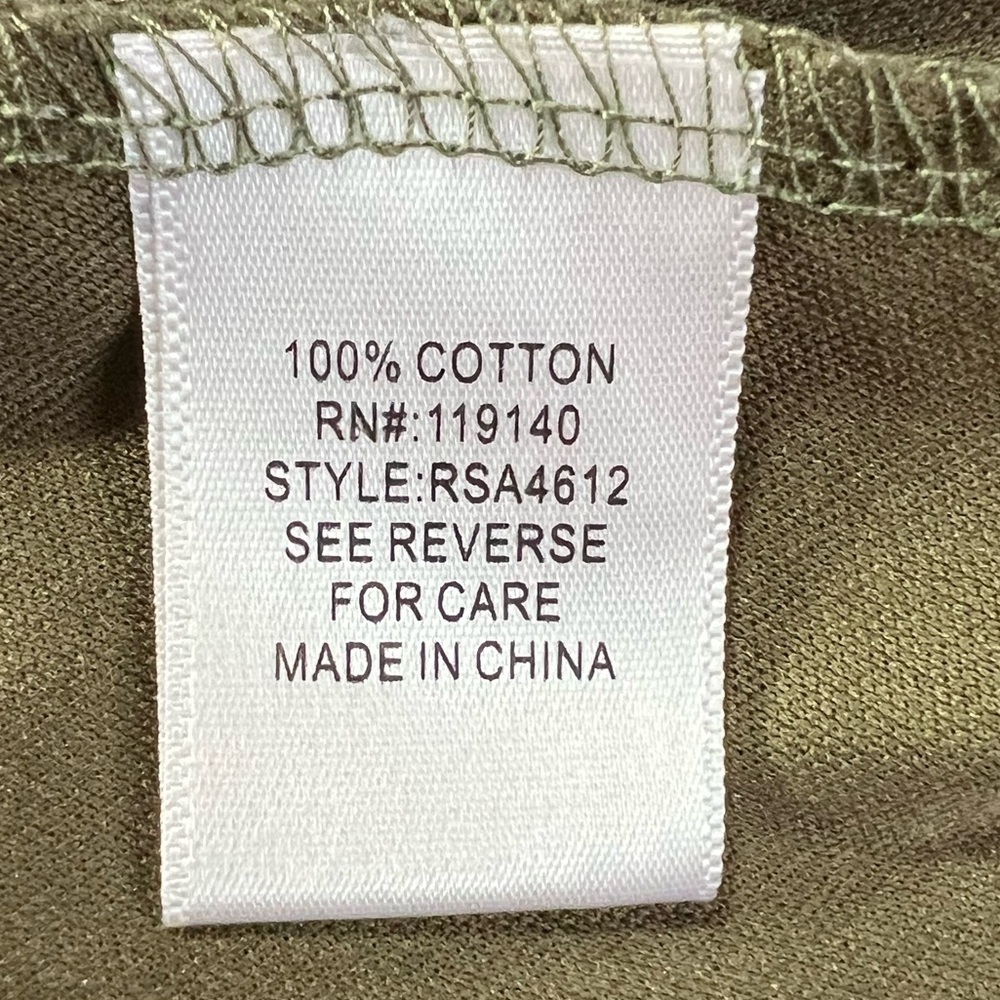 100% COTTON
RN#:119140
STYLE:RSA4612
SEE REVERSE
FOR CARE
MADE IN CHINA